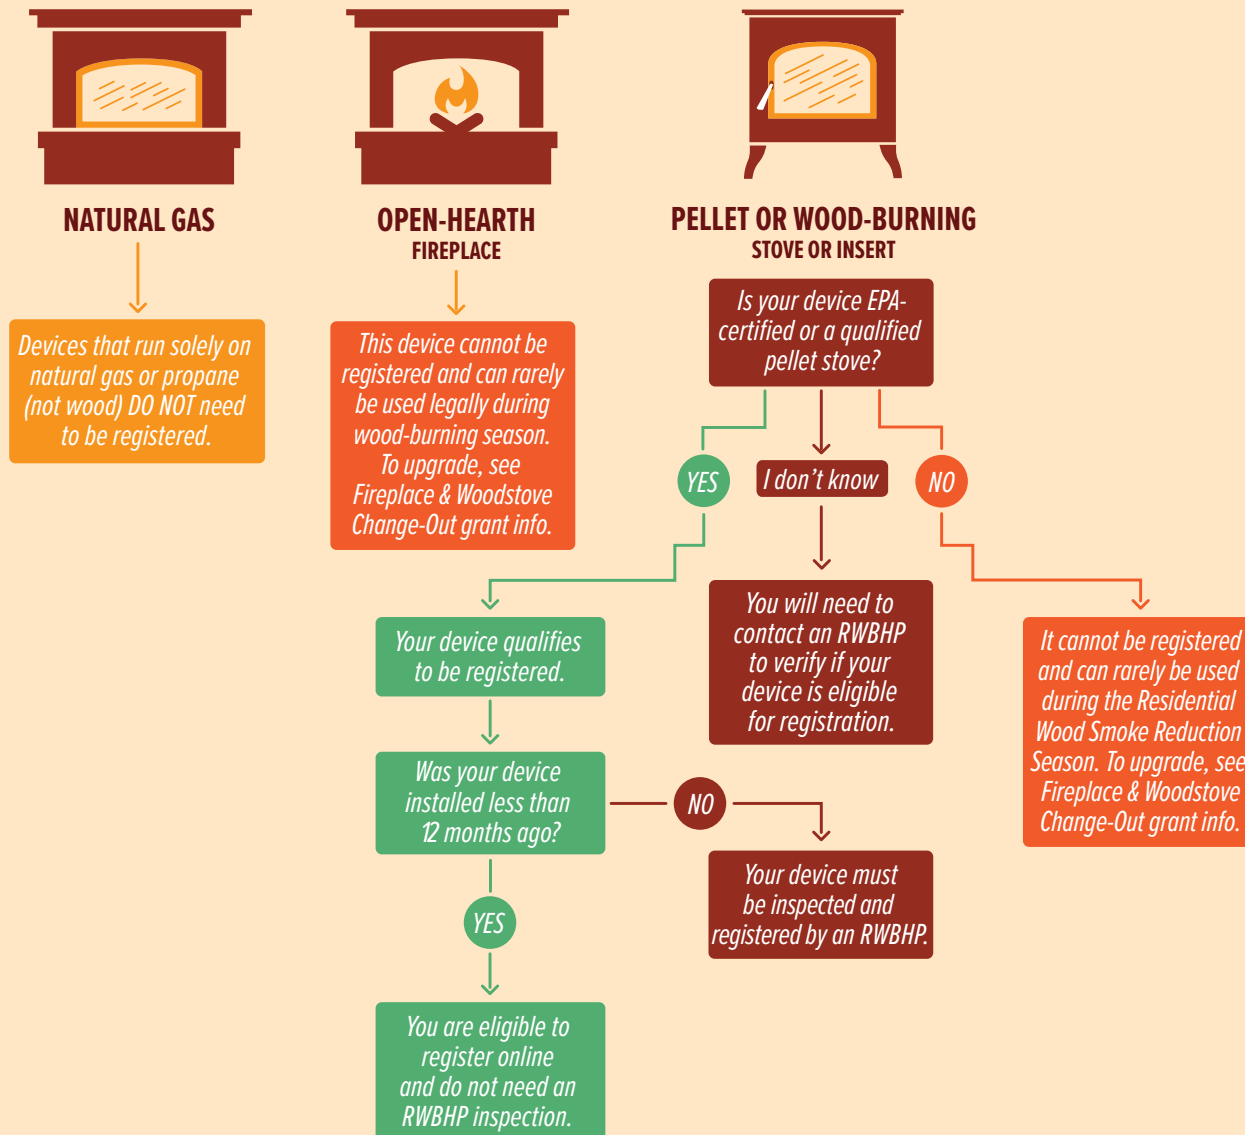 NATURAL GAS
Devices that run solely on
natural gas or propane
(not wood) DO NOT need
to be registered.
OPEN-HEARTH
FIREPLACE
This device cannot be
registered and can rarely
be used legally during
wood-burning season.
To upgrade, see
Fireplace & Woodstove
Change-Out grant info.
PELLET OR WOOD-BURNING
STOVE OR INSERT
Is your device EPA-
certified or a qualified
pellet stove?
YES
I don't know
NO
Your device qualifies
to be registered.
You will need to
contact an RWBHP
to verify if your
device is eligible
for registration.
It cannot be registered
and can rarely be used
during the Residential
Wood Smoke Reduction
Season. To upgrade, see
Fireplace & Woodstove
Change-Out grant info.
Was your device
installed less than
12 months ago?
NO
Your device must
be inspected and
registered by an RWBHP.
YES
You are eligible to
register online
and do not need an
RWBHP inspection.